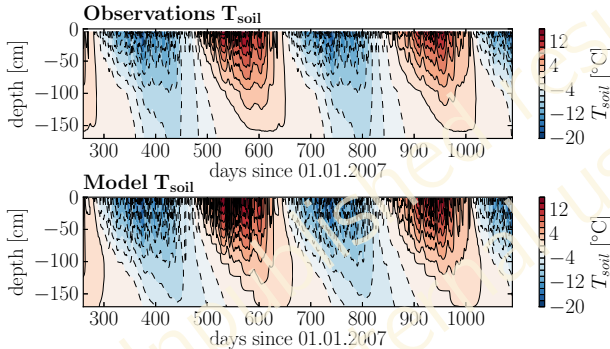 Observations T_soil
0
−50
−100
−150
depth [cm]
300 400 500 600 700 800 900 1000
days since 01.01.2007
12
4
−4
−12
−20
T_soil [°C]
Model T_soil
0
−50
−100
−150
depth [cm]
300 400 500 600 700 800 900 1000
days since 01.01.2007
12
4
−4
−12
−20
T_soil [°C]